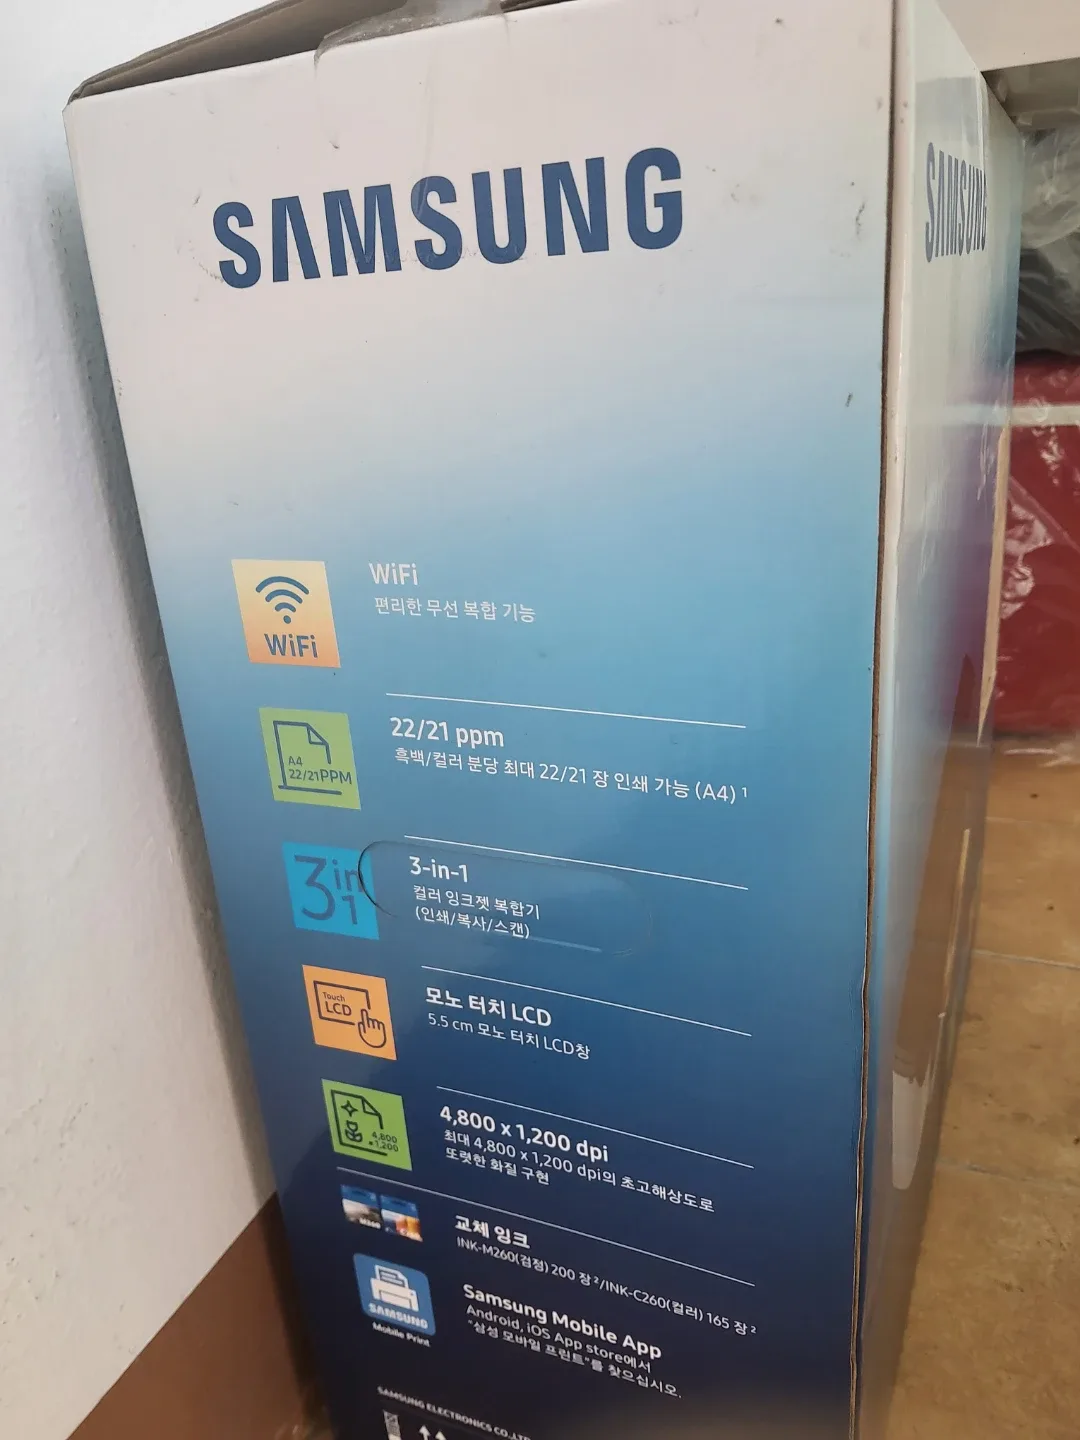 SAMSUNG
SAMSUNG
WiFi
WiFi
편리한 무선 복합 기능
A4
22/21PPM
22/21 ppm
흑백/컬러 분당 최대 22/21 장 인쇄 가능 (A4) 1
3 in 1
3-in-1
컬러 잉크젯 복합기
(인쇄/복사/스캔)
Touch
LCD
모노 터치 LCD
5.5 cm 모노 터치 LCD창
4,800
x1,200
4,800 x 1,200 dpi
최대 4,800 x 1,200 dpi의 초고해상도로
또렷한 화질 구현
M260
교체 잉크
INK-M260(검정) 200 장 2/INK-C260(컬러) 165 장 2
SAMSUNG
Mobile Print
Samsung Mobile App
Android, iOS App store에서
"삼성 모바일 프린트"를 찾으십시오.
SAMSUNG ELECTRONICS CO.,LTD